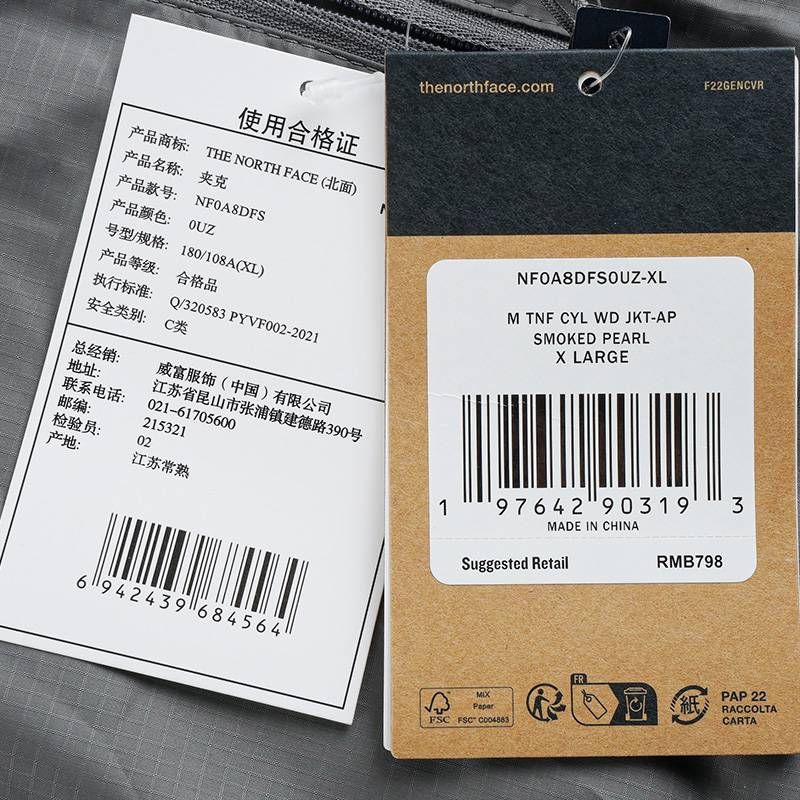 使用合格证
产品商标: THE NORTH FACE (北面)
产品名称: 夹克
产品款号: NF0A8DFS
产品颜色: 0UZ
号型/规格: 180/108A(XL)
产品等级: 合格品
执行标准: Q/320583 PYVF002-2021
安全类别: C类
总经销: 威富服饰（中国）有限公司
地址: 江苏省昆山市张浦镇建德路390号
联系电话: 021-61705600
邮编: 215321
检验员: 02
产地: 江苏常熟
6 942439 684564
thenorthface.com F22GENCVR
NF0A8DFS0UZ-XL
M TNF CYL WD JKT-AP
SMOKED PEARL
X LARGE
1 97642 90319 3
MADE IN CHINA
Suggested Retail RMB798
FSC
MIX
Paper
FSC™ C004883
FR
紙
PAP 22
RACCOLTA
CARTA